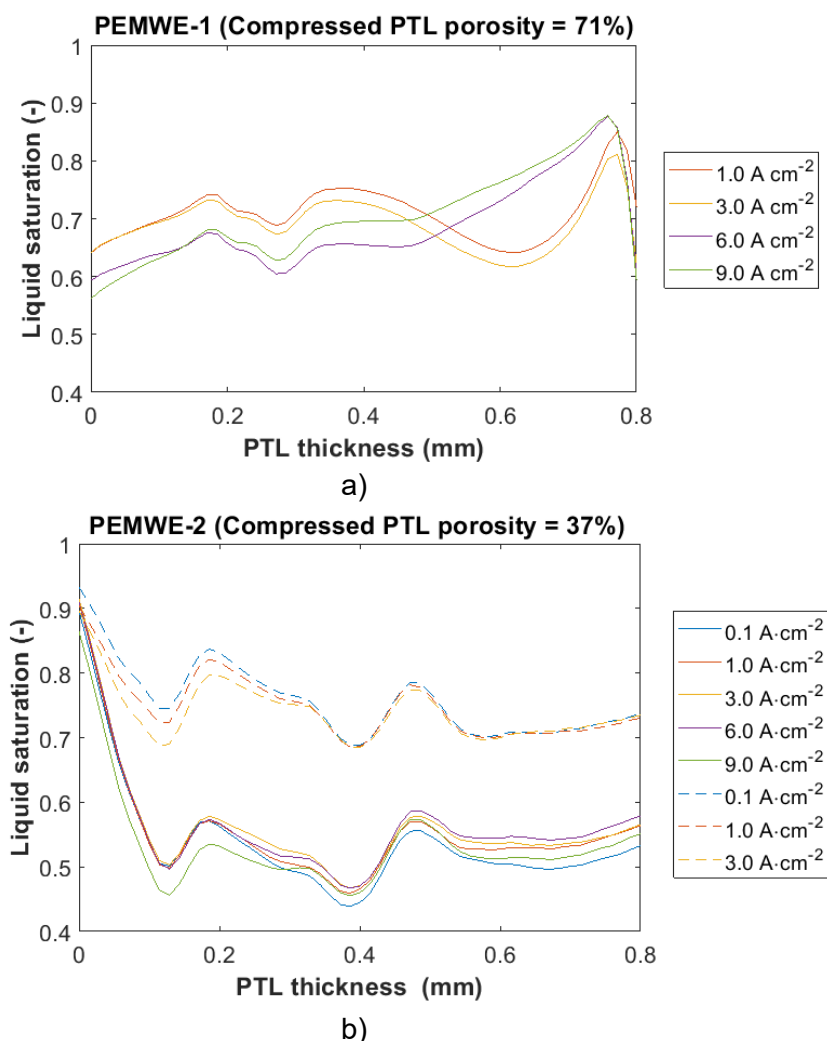 PEMWE-1 (Compressed PTL porosity = 71%)
1
0.9
0.8
0.7
0.6
0.5
0.4
Liquid saturation (-)
0
0.2
0.4
0.6
0.8
PTL thickness (mm)
1.0 A cm⁻²
3.0 A cm⁻²
6.0 A cm⁻²
9.0 A cm⁻²
a)
PEMWE-2 (Compressed PTL porosity = 37%)
1
0.9
0.8
0.7
0.6
0.5
0.4
Liquid saturation (-)
0
0.2
0.4
0.6
0.8
PTL thickness (mm)
0.1 A·cm⁻²
1.0 A·cm⁻²
3.0 A·cm⁻²
6.0 A·cm⁻²
9.0 A·cm⁻²
0.1 A·cm⁻²
1.0 A·cm⁻²
3.0 A·cm⁻²
b)